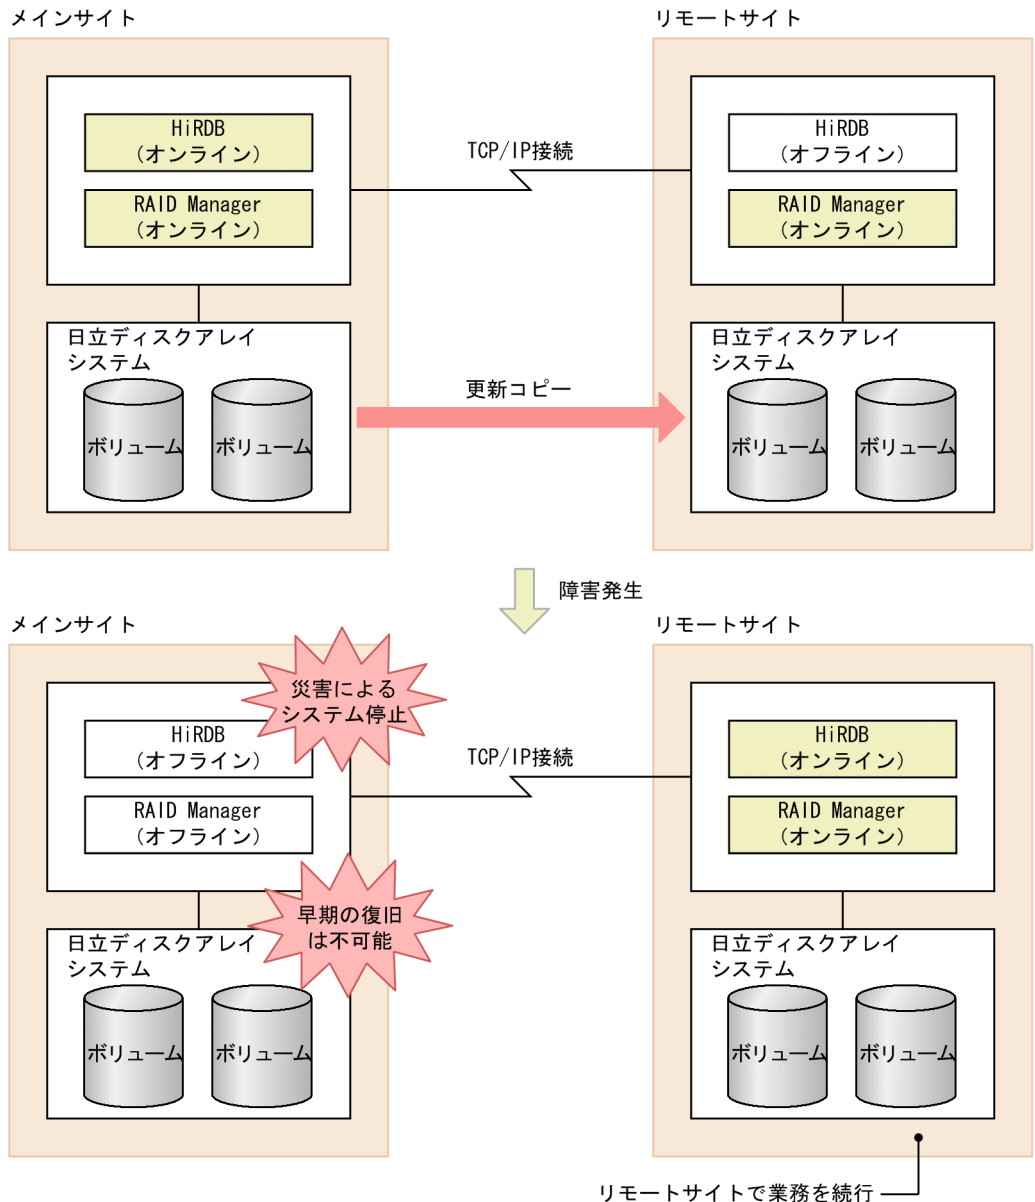 メインサイト
リモートサイト
HiRDB
(オンライン)
RAID Manager
(オンライン)
TCP/IP接続
HiRDB
(オフライン)
RAID Manager
(オンライン)
日立ディスクアレイ
システム
ボリューム
ボリューム
更新コピー
日立ディスクアレイ
システム
ボリューム
ボリューム
障害発生
メインサイト
リモートサイト
災害による
システム停止
HiRDB
(オフライン)
RAID Manager
(オフライン)
TCP/IP接続
HiRDB
(オンライン)
RAID Manager
(オンライン)
早期の復旧
は不可能
日立ディスクアレイ
システム
ボリューム
ボリューム
日立ディスクアレイ
システム
ボリューム
ボリューム
リモートサイトで業務を続行